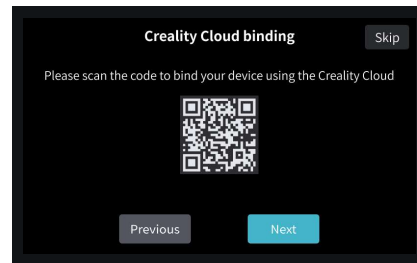 Creality Cloud binding
Skip
Please scan the code to bind your device using the Creality Cloud
Previous
Next